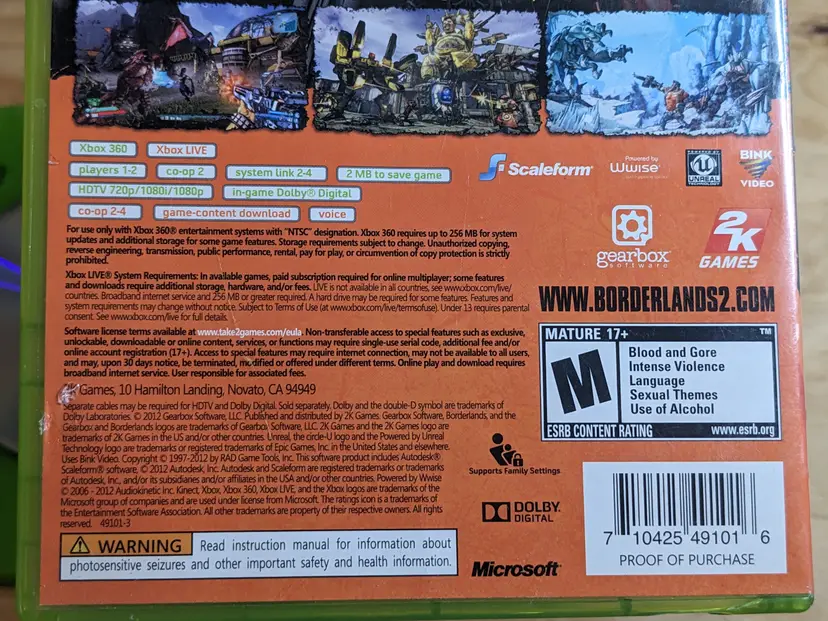 Xbox 360 Xbox LIVE
players 1-2 co-op 2 system link 2-4 2 MB to save game
HDTV 720p/1080i/1080p in-game Dolby® Digital
co-op 2-4 game-content download voice
For use only with Xbox 360® entertainment systems with "NTSC" designation. Xbox 360 requires up to 256 MB for system
updates and additional storage for some game features. Storage requirements subject to change. Unauthorized copying,
reverse engineering, transmission, public performance, rental, pay for play, or circumvention of copy protection is strictly
prohibited.
Xbox LIVE® System Requirements: In available games, paid subscription required for online multiplayer; some features
and downloads require additional storage, hardware, and/or fees. LIVE is not available in all countries, see www.xbox.com/live/
countries. Broadband internet service and 256 MB or greater required. A hard drive may be required for some features. Features and
system requirements may change without notice. Subject to Terms of Use (at www.xbox.com/live/termsofuse). Under 13 requires parental
consent. See www.xbox.com/live for full details.
Software license terms available at www.take2games.com/eula. Non-transferable access to special features such as exclusive,
unlockable, downloadable or online content, services, or functions may require single-use serial code, additional fee and/or
online account registration (17+). Access to special features may require internet connection, may not be available to all users,
and may, upon 30 days notice, be terminated, modified or offered under different terms. Online play and download requires
broadband internet service. User responsible for associated fees.
2K Games, 10 Hamilton Landing, Novato, CA 94949
Separate cables may be required for HDTV and Dolby Digital. Sold separately. Dolby and the double-D symbol are trademarks of
Dolby Laboratories. © 2012 Gearbox Software, LLC. Published and distributed by 2K Games. Gearbox Software, Borderlands, and the
Gearbox and Borderlands logos are trademarks of Gearbox Software, LLC. 2K Games and the 2K Games logo are
trademarks of 2K Games in the US and/or other countries. Unreal, the circle-U logo and the Powered by Unreal
Technology logo are trademarks or registered trademarks of Epic Games, Inc. in the United States and elsewhere.
Uses Bink Video. Copyright © 1997-2012 by RAD Game Tools, Inc. This software product includes Autodesk®
Scaleform® software, © 2012 Autodesk, Inc. Autodesk and Scaleform are registered trademarks or trademarks
of Autodesk, Inc., and/or its subsidiaries and/or affiliates in the USA and/or other countries. Powered by Wwise
© 2006 - 2012 Audiokinetic Inc. Kinect, Xbox, Xbox 360, Xbox LIVE, and the Xbox logos are trademarks of the
Microsoft group of companies and are used under license from Microsoft. The ratings icon is a trademark of
the Entertainment Software Association. All other trademarks are property of their respective owners. All rights
reserved. 49101-3
WARNING Read instruction manual for information about
photosensitive seizures and other important safety and health information.
Scaleform®
Powered by
Wwise
POWERED BY
UNREAL
TECHNOLOGY
BINK
VIDEO
gearbox
software
2K
GAMES
WWW.BORDERLANDS2.COM
MATURE 17+ ™
M
Blood and Gore
Intense Violence
Language
Sexual Themes
Use of Alcohol
ESRB CONTENT RATING www.esrb.org
Supports Family Settings
DOLBY
DIGITAL
Microsoft®
7 10425 49101 6
PROOF OF PURCHASE